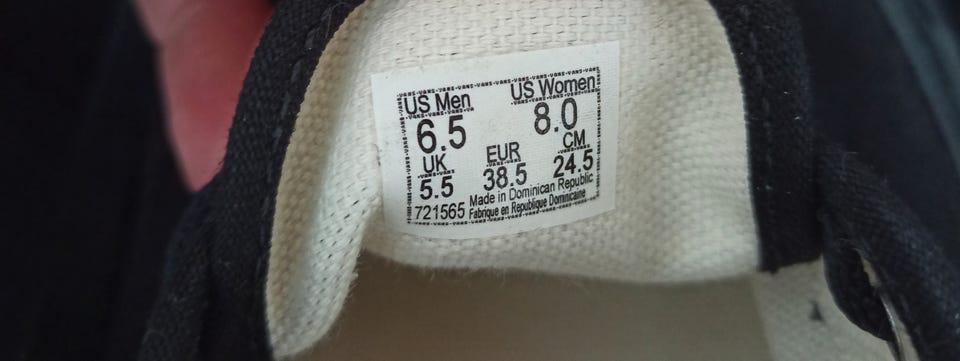 US Men US Women
6.5 8.0
UK EUR CM
5.5 38.5 24.5
Made in Dominican Republic
721565 Fabrique en Republique Dominicaine